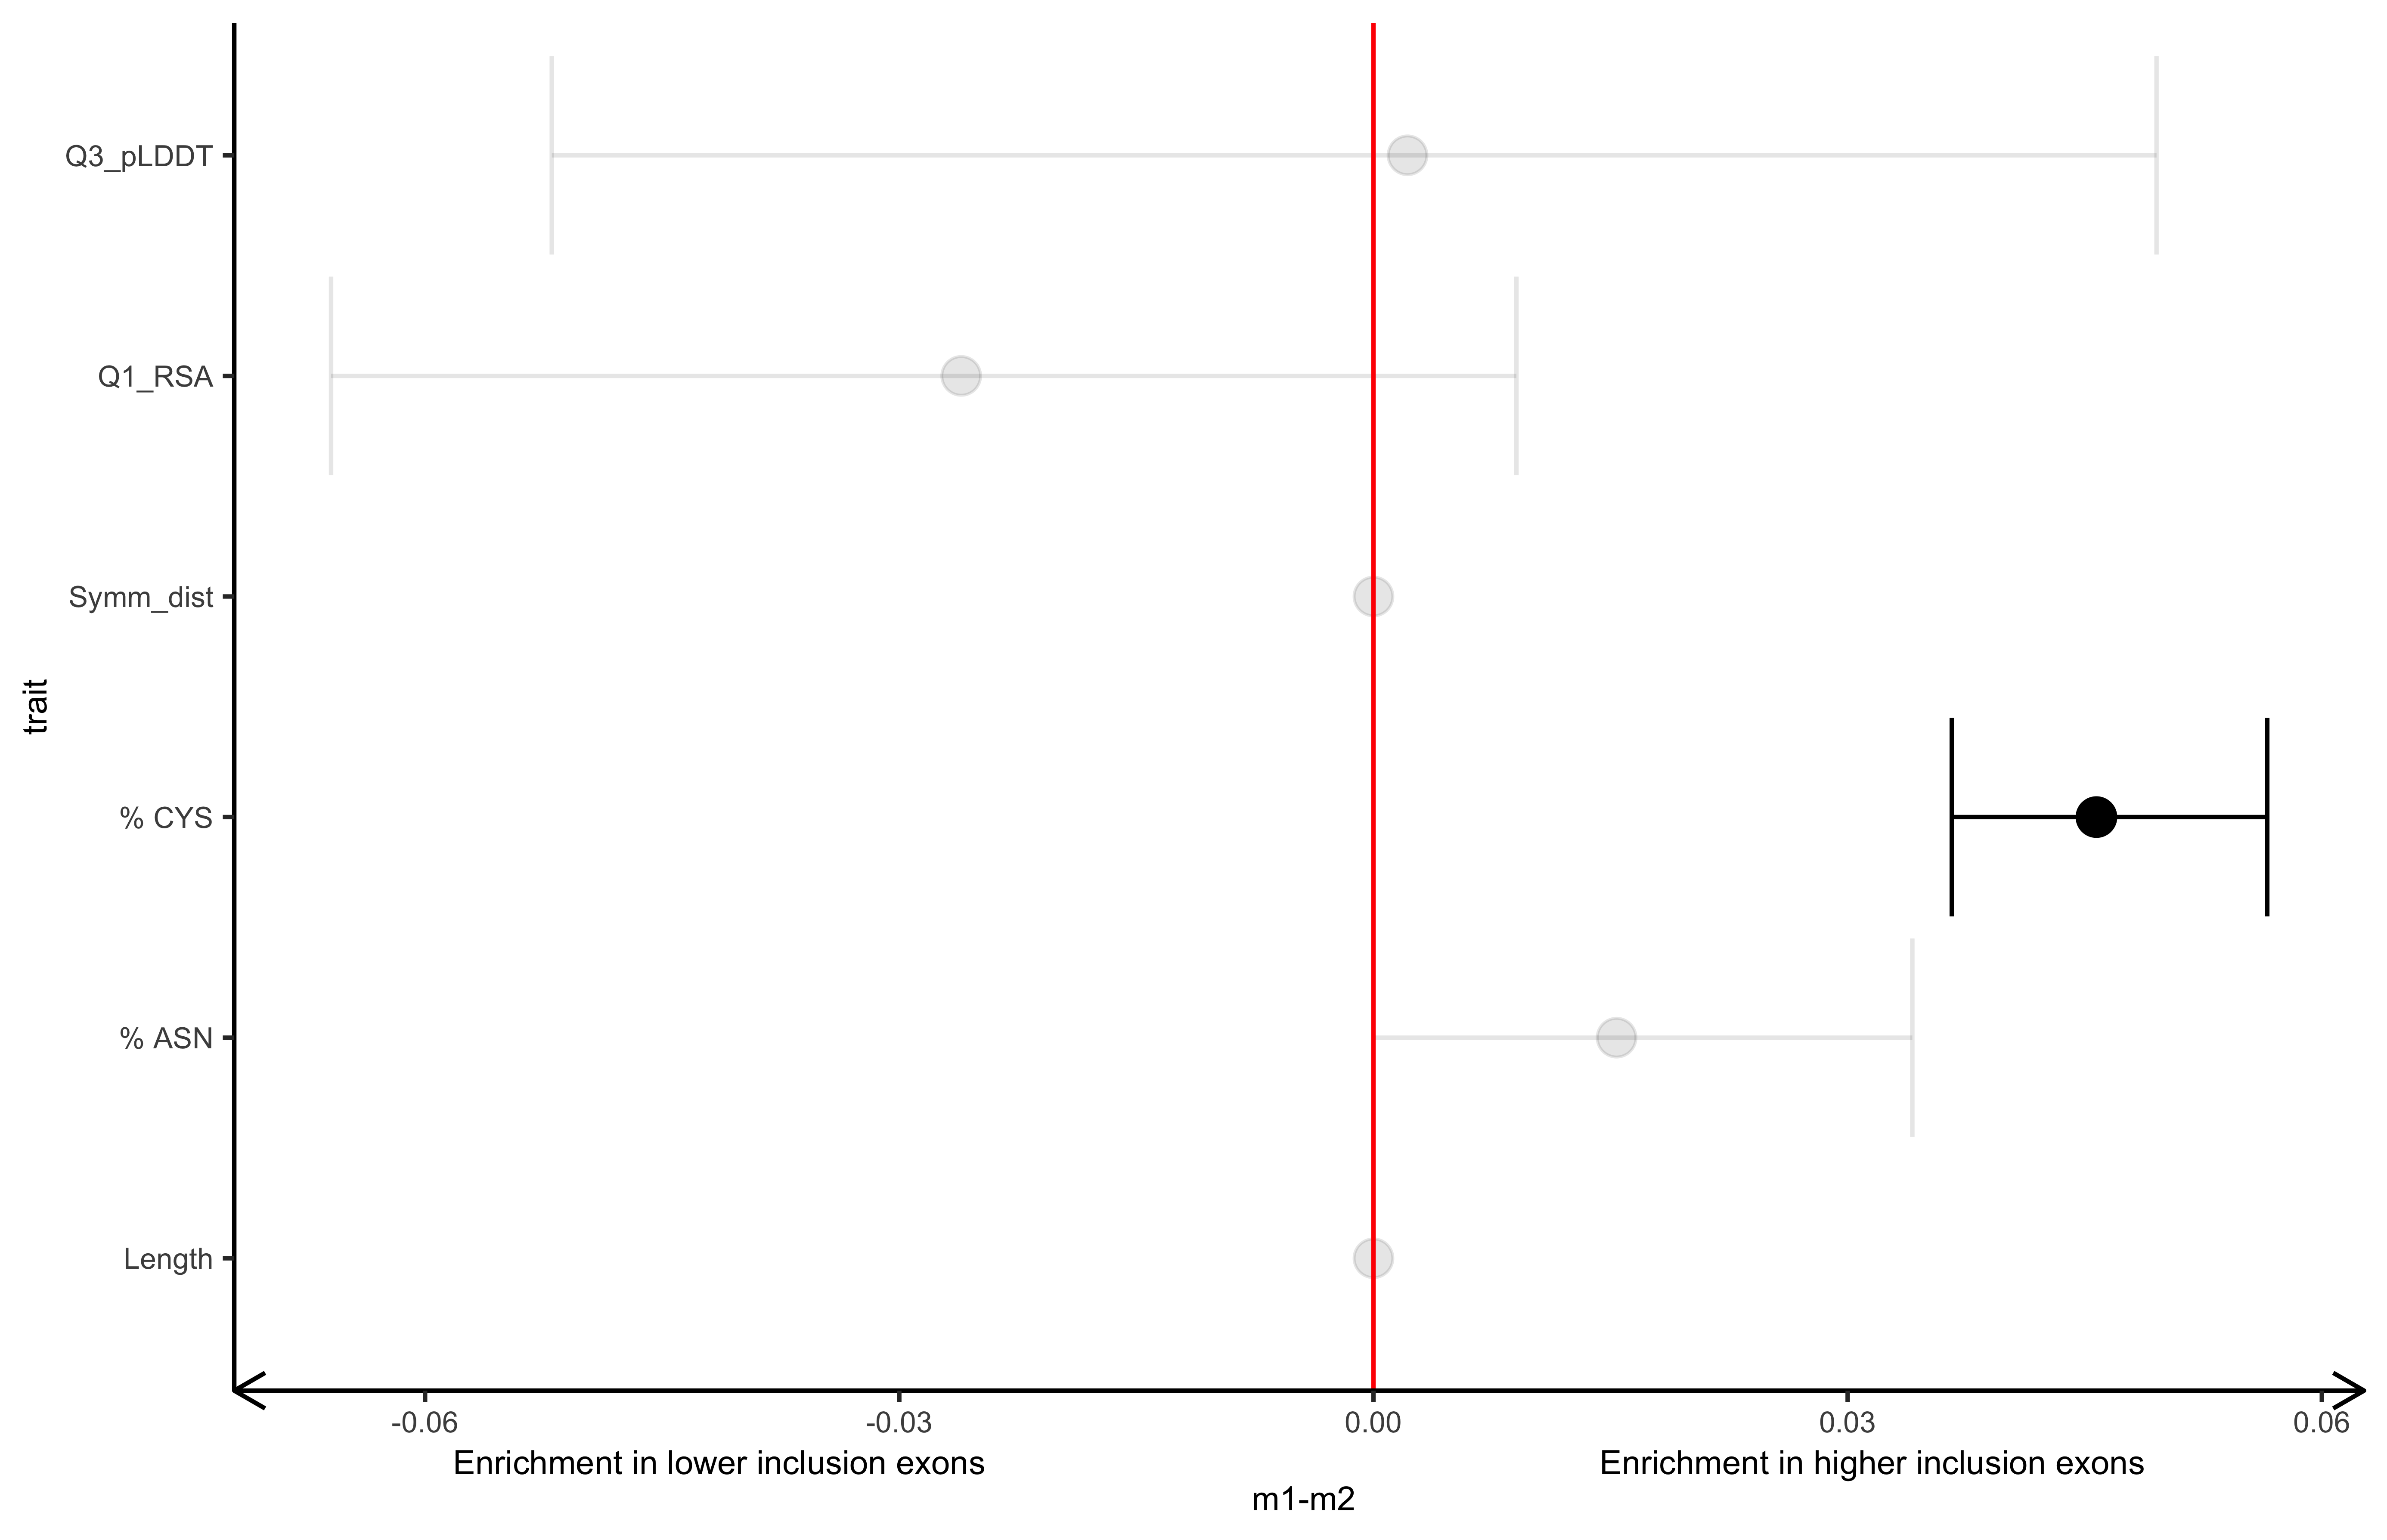 Q3_pLDDT
Q1_RSA
Symm_dist
trait
% CYS
% ASN
Length
-0.06 -0.03 0.00 0.03 0.06
Enrichment in lower inclusion exons Enrichment in higher inclusion exons
m1-m2